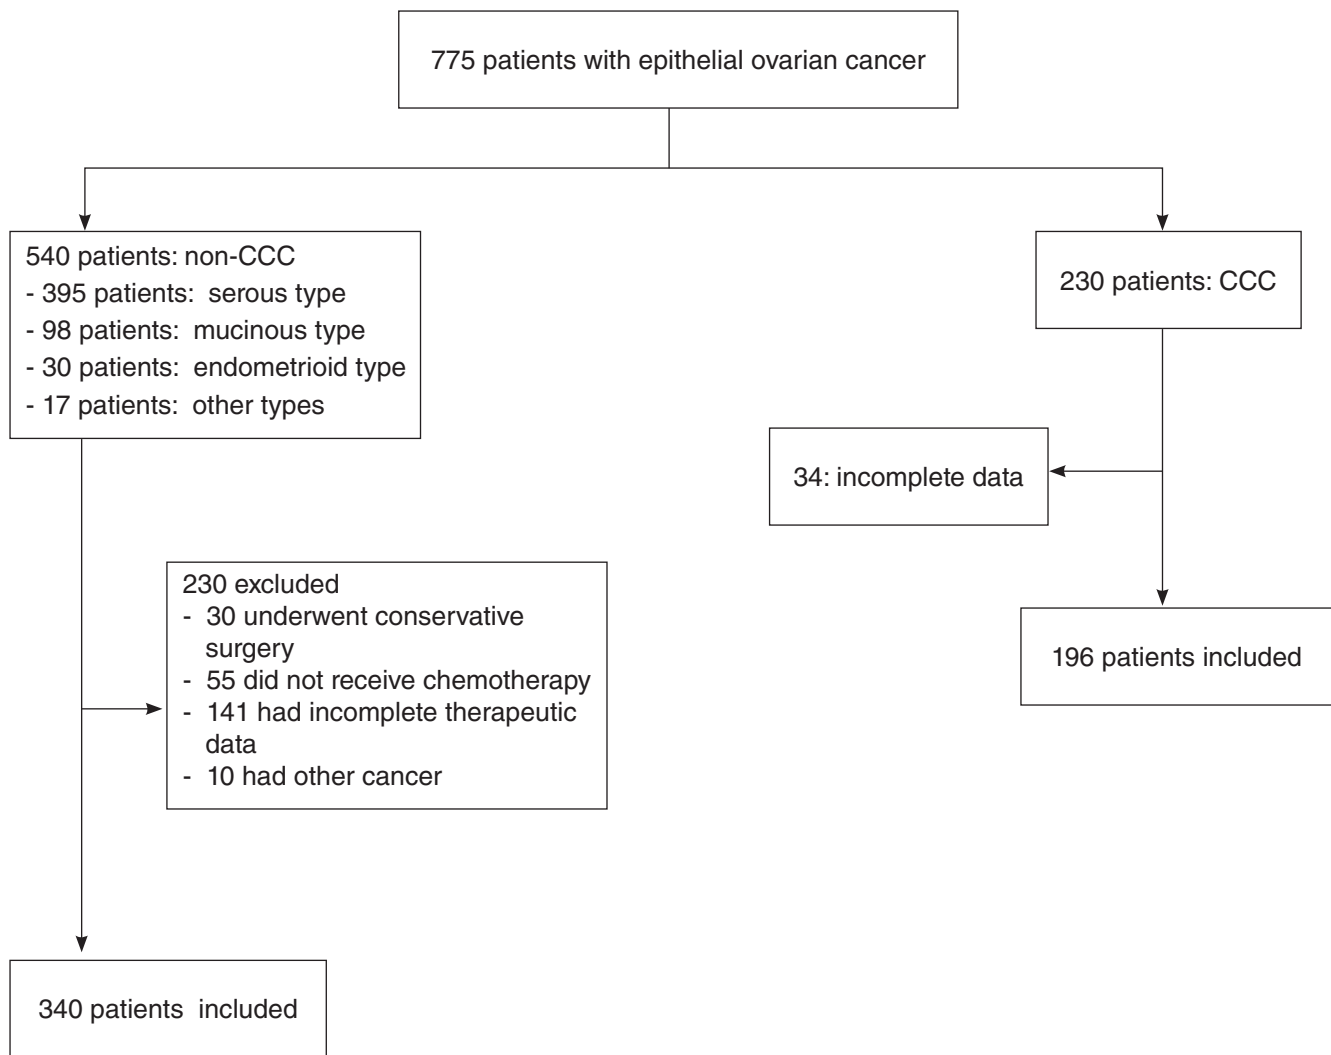 775 patients with epithelial ovarian cancer
540 patients: non-CCC
- 395 patients: serous type
- 98 patients: mucinous type
- 30 patients: endometrioid type
- 17 patients: other types
230 patients: CCC
34: incomplete data
230 excluded
- 30 underwent conservative
surgery
- 55 did not receive chemotherapy
- 141 had incomplete therapeutic
data
- 10 had other cancer
196 patients included
340 patients included